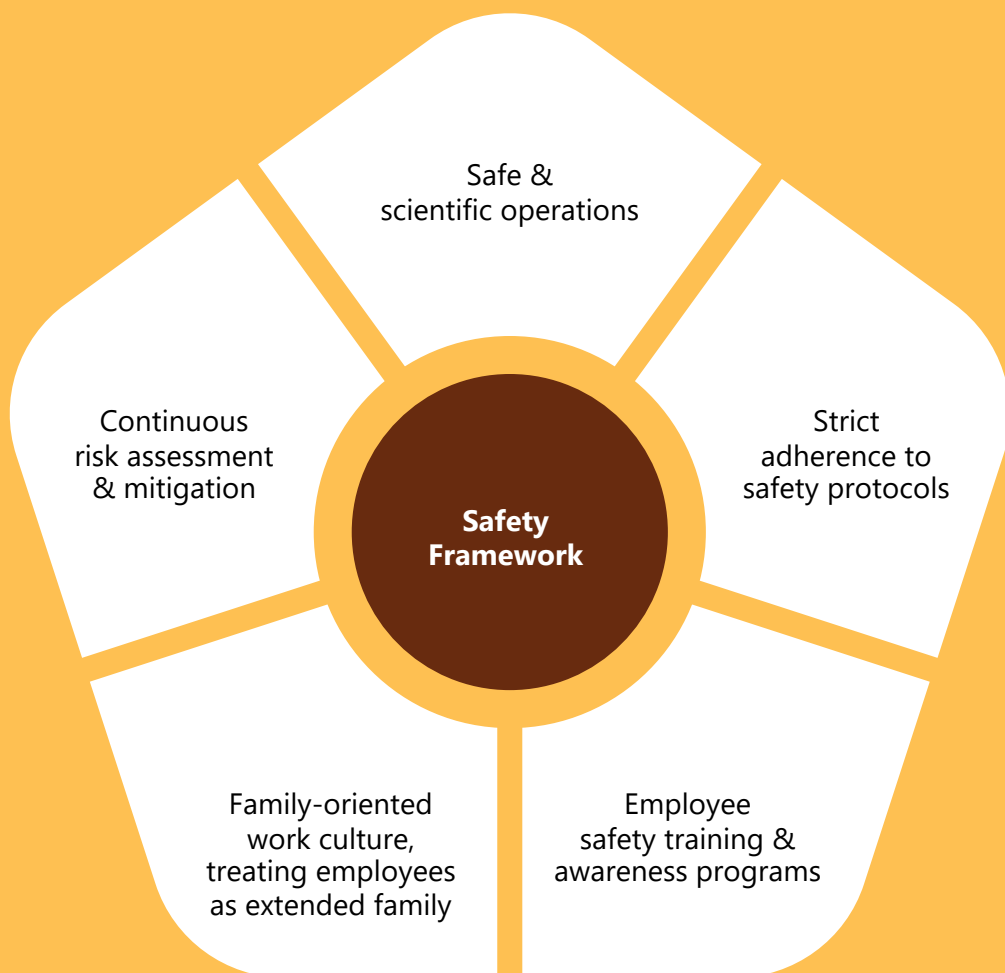 Safe &
scientific operations
Strict
adherence to
safety protocols
Employee
safety training &
awareness programs
Family-oriented
work culture,
treating employees
as extended family
Continuous
risk assessment
& mitigation
Safety
Framework